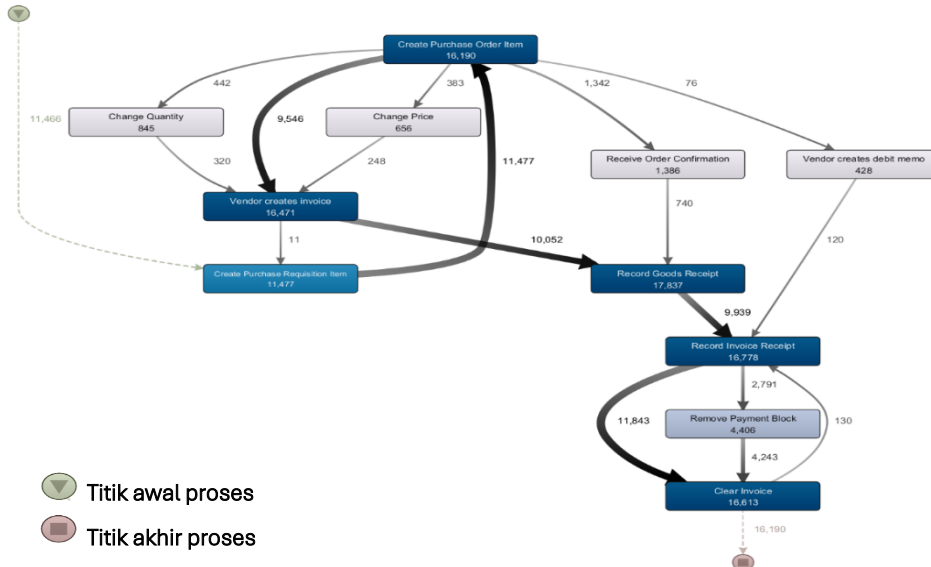 Create Purchase Order Item
16,190
442
383
1,342
76
11,466
Change Quantity
845
9,546
Change Price
656
320
248
11,477
Receive Order Confirmation
1,386
Vendor creates debit memo
428
Vendor creates invoice
16,471
740
11
10,052
120
Create Purchase Requisition Item
11,477
Record Goods Receipt
17,837
9,939
Record Invoice Receipt
16,778
2,791
11,843
Remove Payment Block
4,406
130
4,243
Clear Invoice
16,613
16,190
Titik awal proses
Titik akhir proses